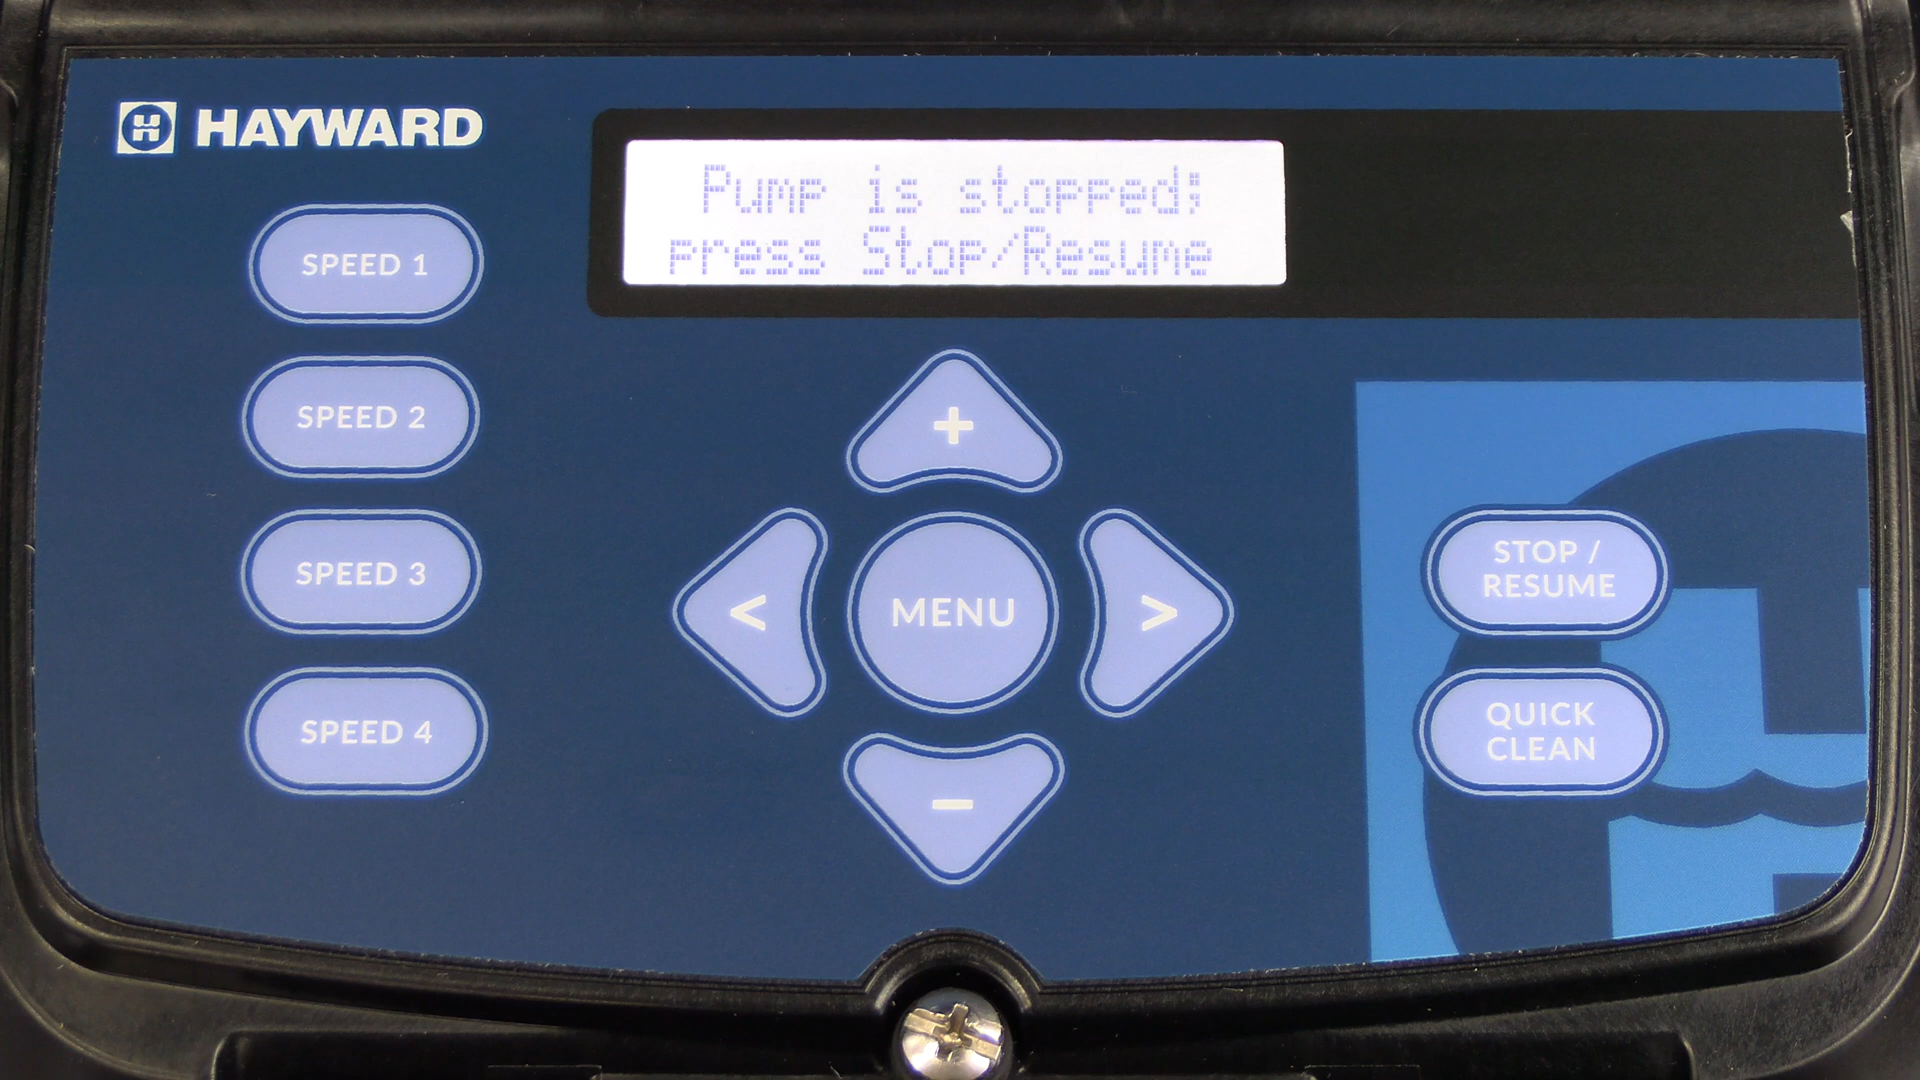 HAYWARD
Pump is stopped;
press Stop/Resume
SPEED 1
SPEED 2
SPEED 3
SPEED 4
+
<
MENU
>
−
STOP /
RESUME
QUICK
CLEAN